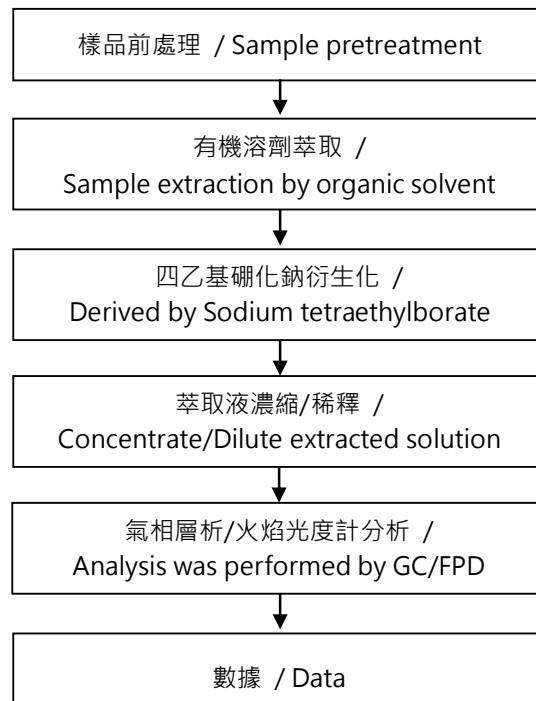 樣品前處理 / Sample pretreatment
有機溶劑萃取 /
Sample extraction by organic solvent
四乙基硼化鈉衍生化 /
Derived by Sodium tetraethylborate
萃取液濃縮/稀釋 /
Concentrate/Dilute extracted solution
氣相層析/火焰光度計分析 /
Analysis was performed by GC/FPD
數據 / Data